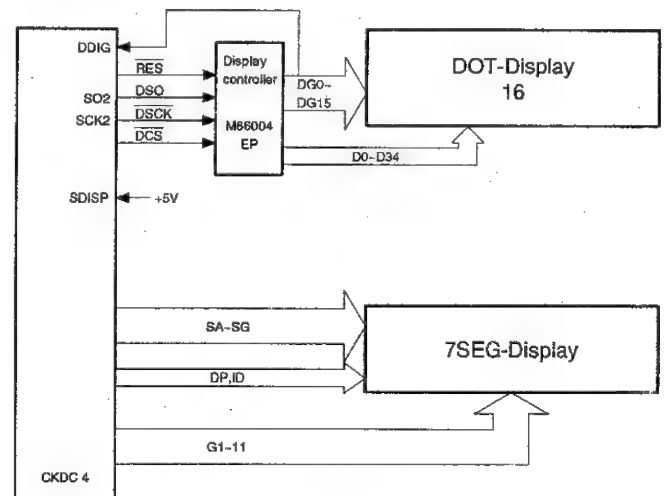 DDIG
RES
SO2
DSO
SCK2
DSCK
DCS
Display
controller
M66004
EP
DG0~
DG15
DOT-Display
16
D0~D34
SDISP
+5V
SA~SG
7SEG-Display
DP,ID
G1~11
CKDC 4